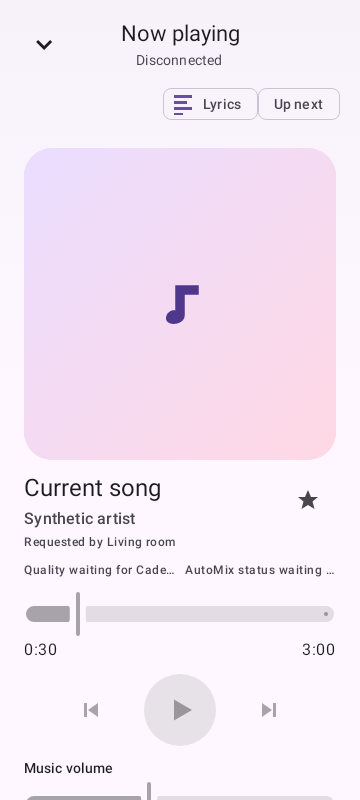 Now playing
Disconnected
Lyrics
Up next
Current song
Synthetic artist
Requested by Living room
Quality waiting for Cade… AutoMix status waiting …
0:30 3:00
Music volume